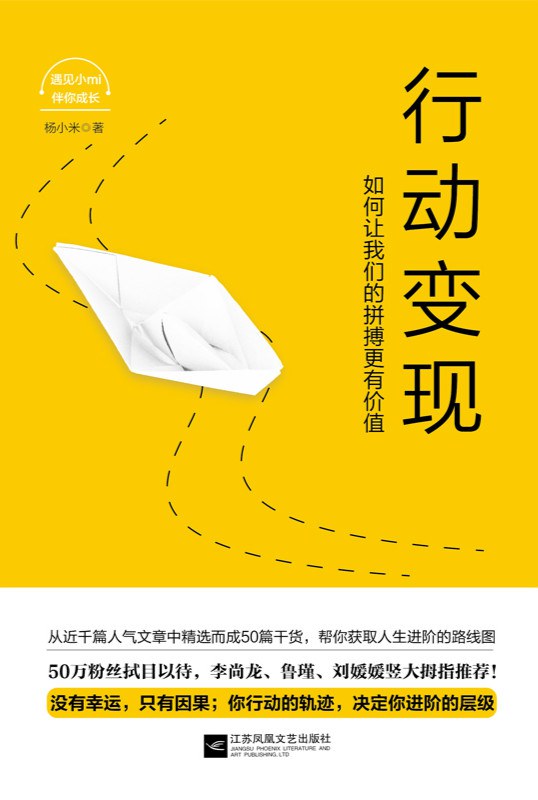 遇见小mi
伴你成长
杨小米◎著
行动变现
如何让我们的拼搏更有价值
从近千篇人气文章中精选而成50篇干货，帮你获取人生进阶的路线图
50万粉丝拭目以待，李尚龙、鲁瑾、刘媛媛竖大拇指推荐！
没有幸运，只有因果；你行动的轨迹，决定你进阶的层级
江苏凤凰文艺出版社
JIANGSU PHOENIX LITERATURE AND
ART PUBLISHING,LTD